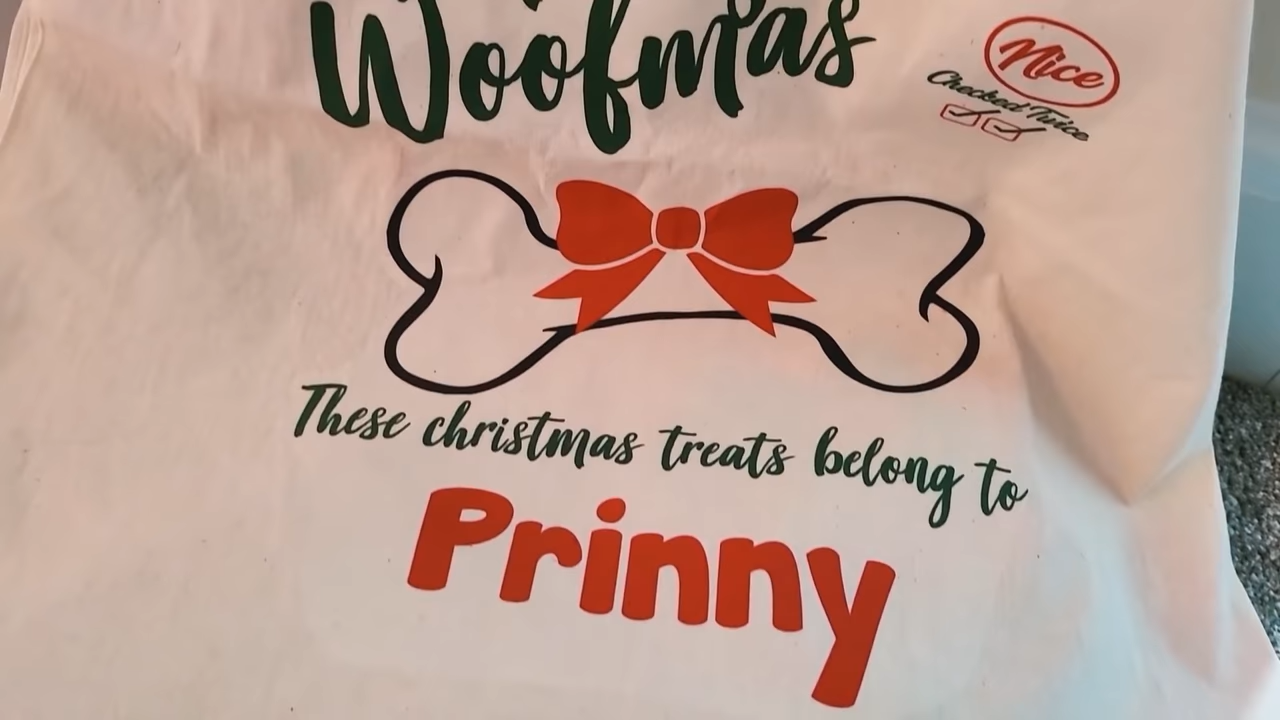 Woofmas
Nice
Checked Twice
These christmas treats belong to
Prinny